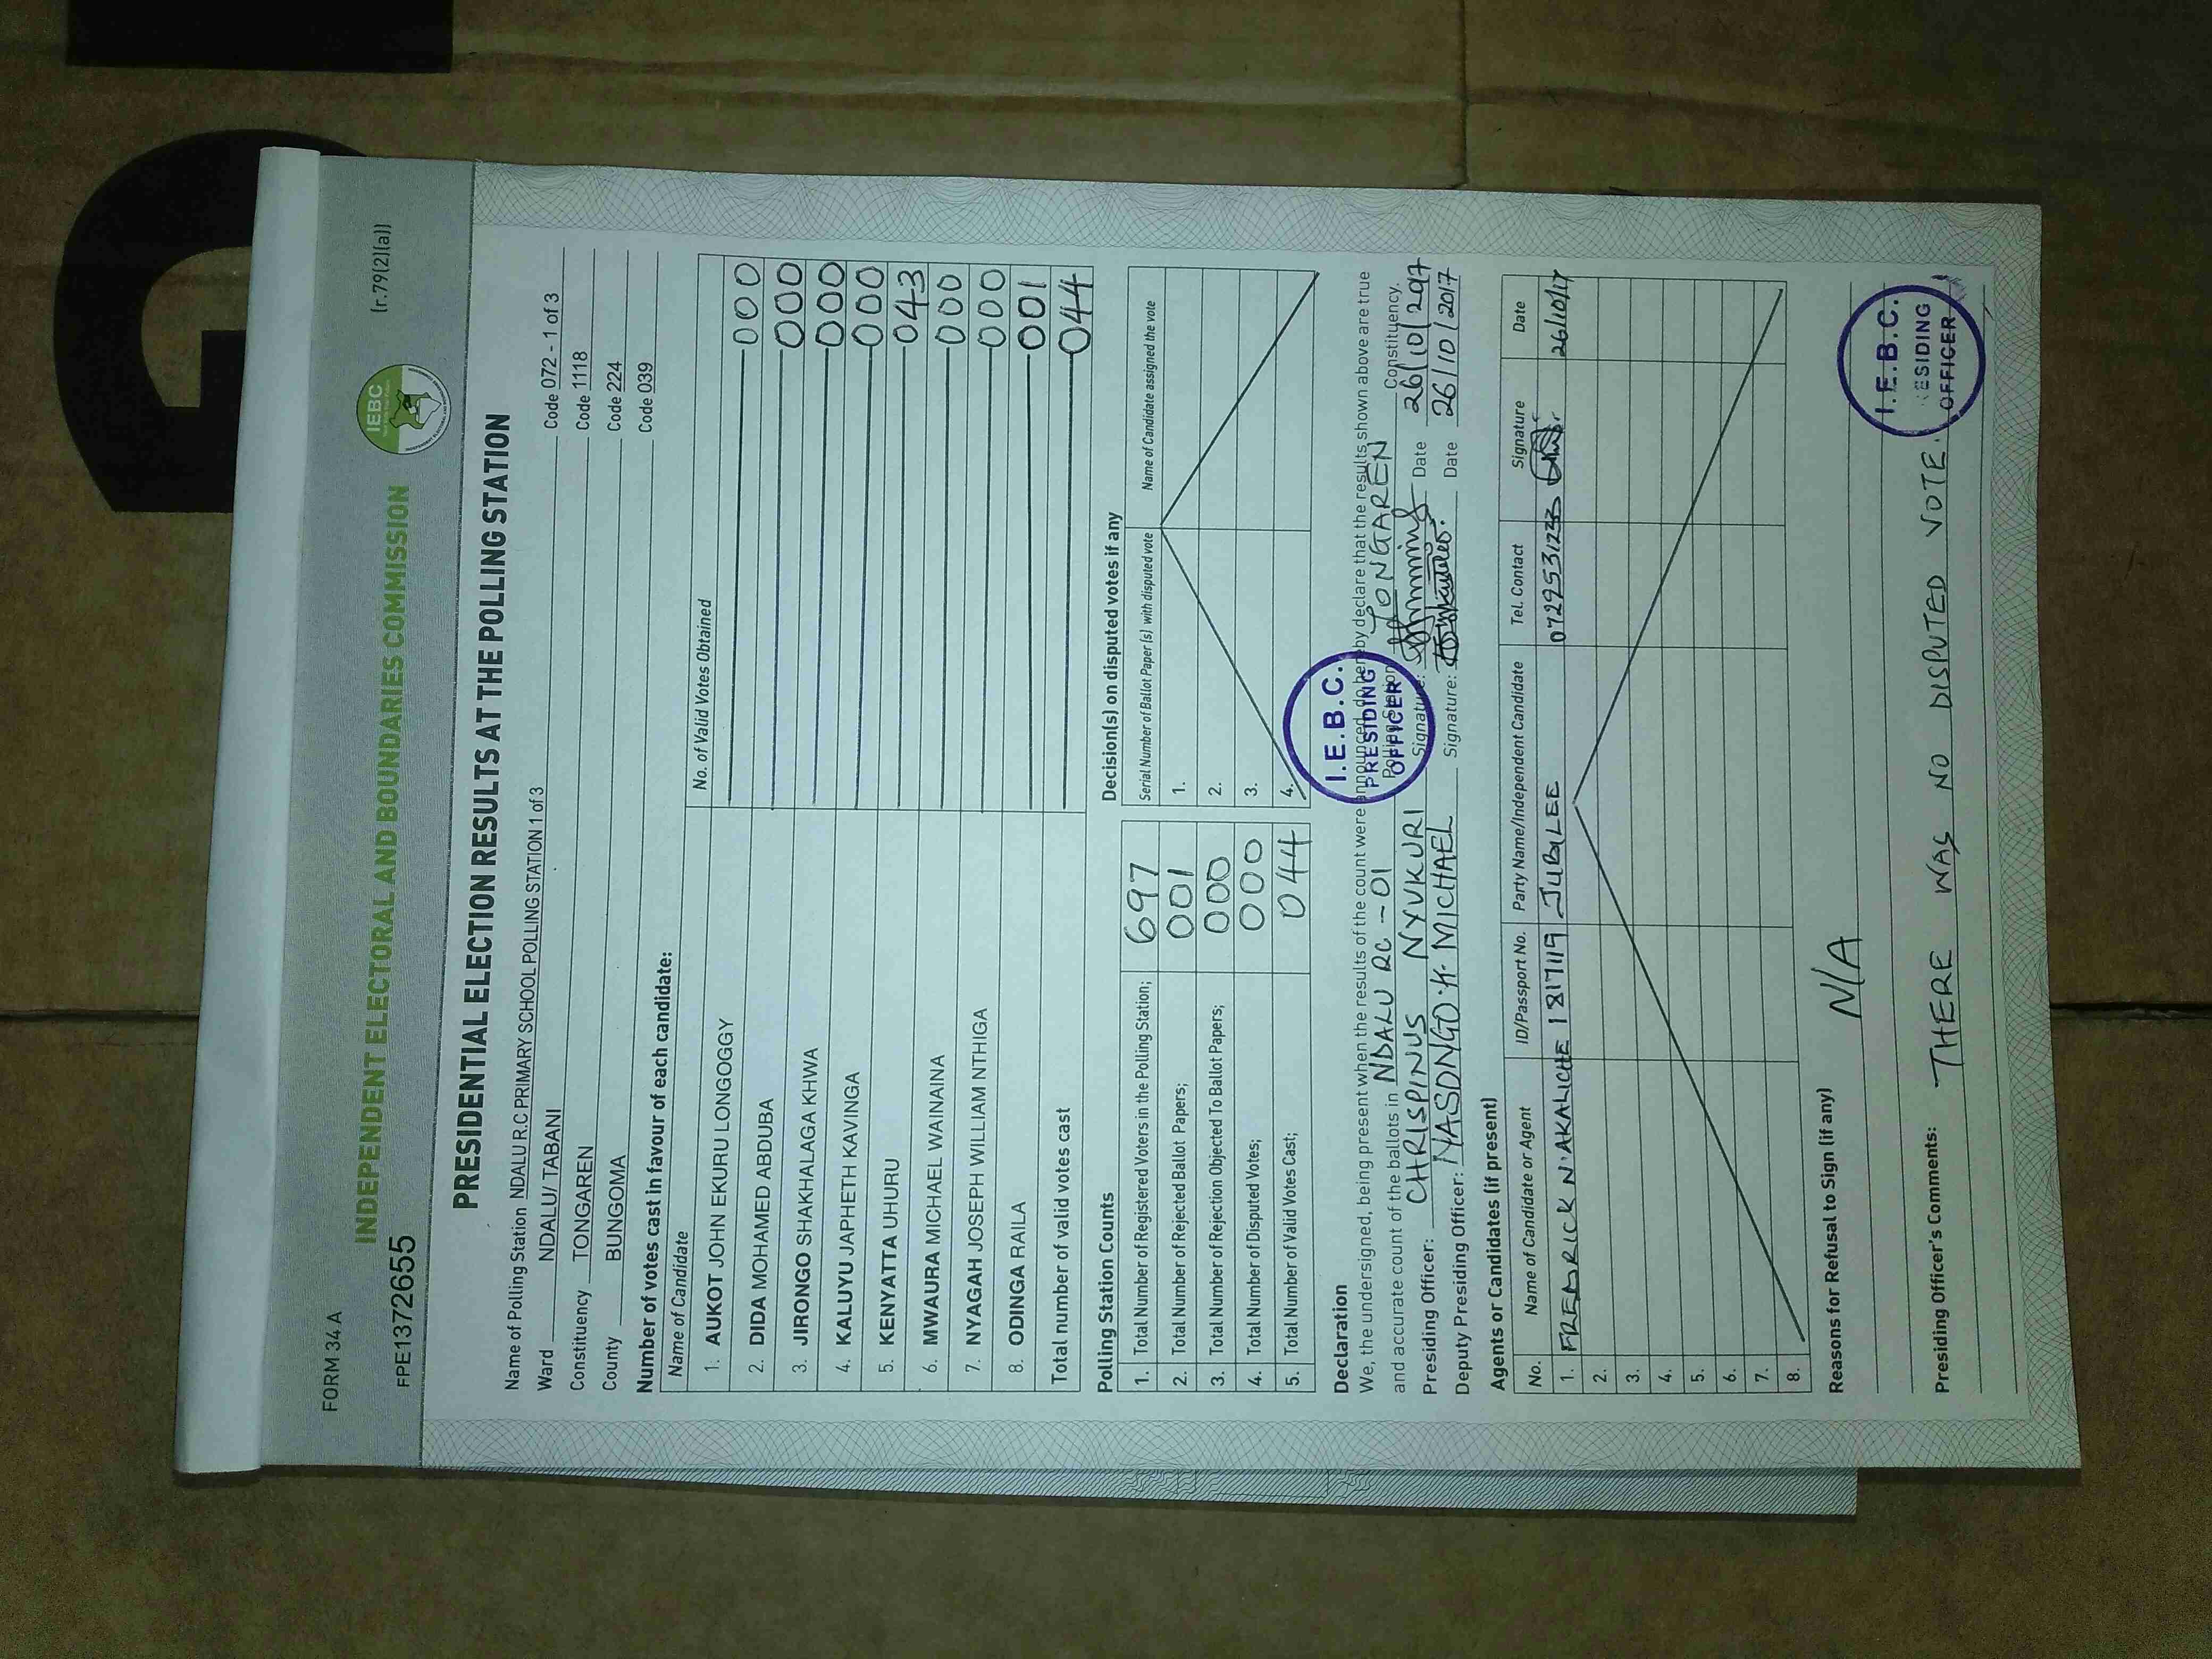 FORM 34 A
(r.79(2)(a))
INDEPENDENT ELECTORAL AND BOUNDARIES COMMISSION
IEBC
FPE1372655
PRESIDENTIAL ELECTION RESULTS AT THE POLLING STATION
Name of Polling Station NDALU R.C PRIMARY SCHOOL POLLING STATION 1 of 3 Code 072 - 1 of 3
Ward NDALU/ TABANI Code 1118
Constituency TONGAREN Code 224
County BUNGOMA Code 039
Number of votes cast in favour of each candidate:
Name of Candidate No. of Valid Votes Obtained
1. AUKOT JOHN EKURU LONGOGGY 000
2. DIDA MOHAMED ABDUBA 000
3. JIRONGO SHAKHALAGA KHWA 000
4. KALUYU JAPHETH KAVINGA 000
5. KENYATTA UHURU 043
6. MWAURA MICHAEL WAINAINA 000
7. NYAGAH JOSEPH WILLIAM NTHIGA 000
8. ODINGA RAILA 001
Total number of valid votes cast 044
Polling Station Counts
1. Total Number of Registered Voters in the Polling Station; 697
2. Total Number of Rejected Ballot Papers; 001
3. Total Number of Rejection Objected To Ballot Papers; 000
4. Total Number of Disputed Votes; 000
5. Total Number of Valid Votes Cast; 044
Decision(s) on disputed votes if any
Serial Number of Ballot Paper (s) with disputed vote Name of Candidate assigned the vote
1.
2.
3.
4.
Declaration
We, the undersigned, being present when the results of the count were announced, do hereby declare that the results shown above are true
and accurate count of the ballots in NDALU RC - 01 Polling Station TONGAREN Constituency.
Presiding Officer: CHRISPINUS NYUKURI Signature: Date 26/10/2017
Deputy Presiding Officer: NASONGO.K. MICHAEL Signature: Date 26/10/2017
I.E.B.C.
PRESIDING
OFFICER
Agents or Candidates (if present)
No. Name of Candidate or Agent ID/Passport No. Party Name/Independent Candidate Tel. Contact Signature Date
1. FREDRICK N'AKALICHE JUBILEE 26/10/17
2.
3.
4.
5.
6.
7.
8.
Reasons for Refusal to Sign (if any) N/A
Presiding Officer's Comments: THERE WAS NO DISPUTED VOTE.
I.E.B.C.
RESIDING
OFFICER